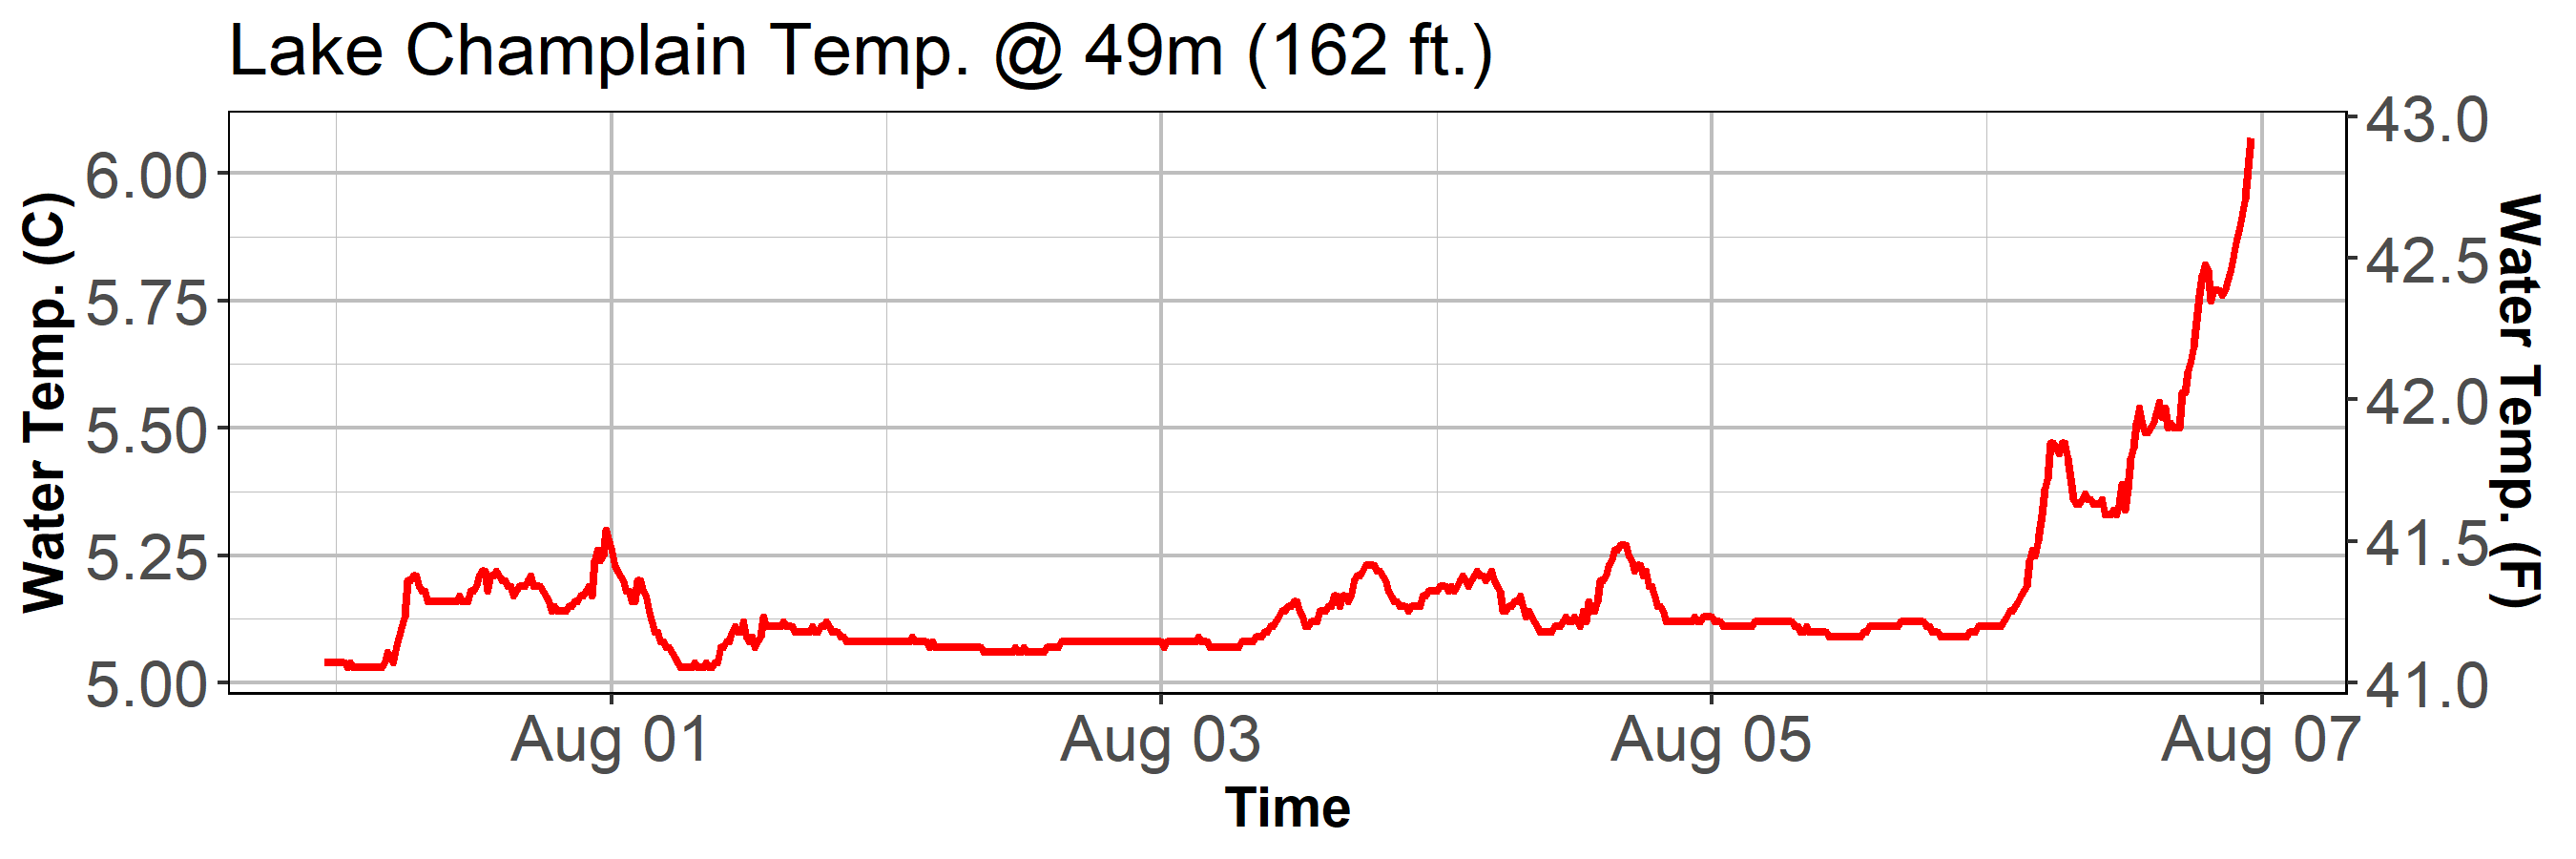 Lake Champlain Temp. @ 49m (162 ft.)
Water Temp. (C)
6.00
5.75
5.50
5.25
5.00
43.0
42.5
42.0
41.5
41.0
Water Temp. (F)
Aug 01 Aug 03 Aug 05 Aug 07
Time